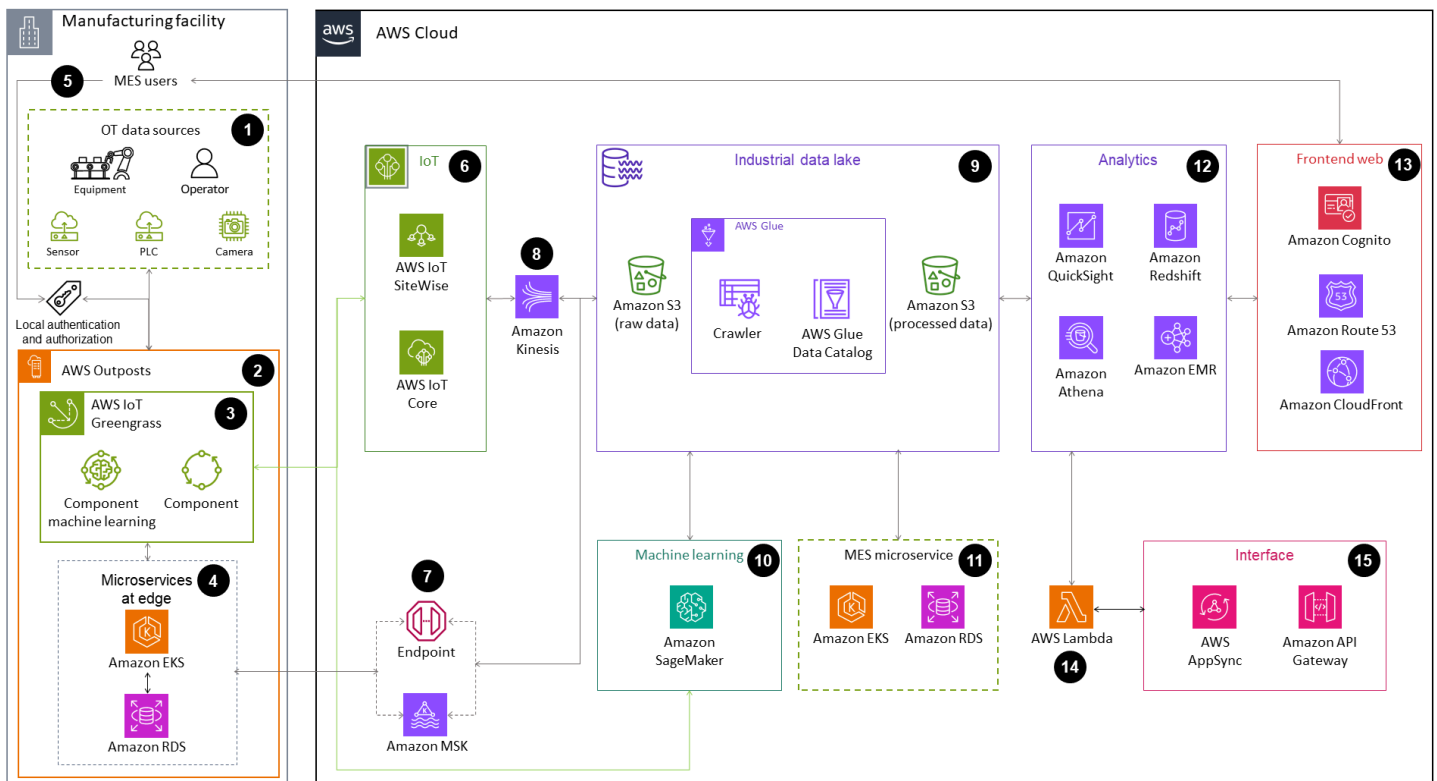 Manufacturing facility
MES users
5
1
OT data sources
Equipment
Operator
Sensor
PLC
Camera
Local authentication
and authorization
AWS Outposts
2
AWS IoT
Greengrass
3
Component
machine learning
Component
Microservices
at edge
4
Amazon EKS
Amazon RDS
aws
AWS Cloud
IoT
6
AWS IoT
SiteWise
AWS IoT
Core
8
Amazon
Kinesis
7
Endpoint
Amazon MSK
Industrial data lake
9
AWS Glue
Amazon S3
(raw data)
Crawler
AWS Glue
Data Catalog
Amazon S3
(processed data)
Machine learning
10
Amazon
SageMaker
MES microservice
11
Amazon EKS
Amazon RDS
Analytics
12
Amazon
QuickSight
Amazon
Redshift
Amazon
Athena
Amazon EMR
Frontend web
13
Amazon Cognito
53
Amazon Route 53
Amazon CloudFront
AWS Lambda
14
Interface
15
AWS
AppSync
Amazon API
Gateway